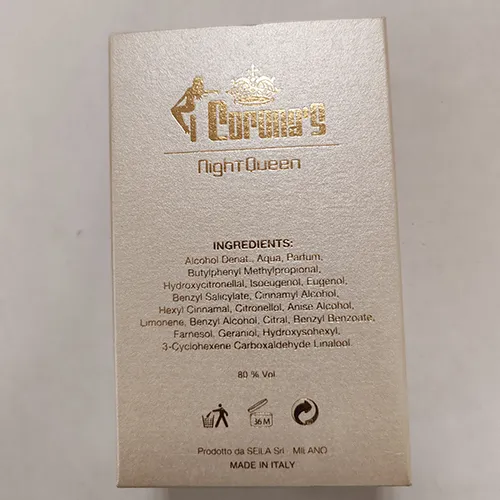 Corona's
NightQueen
INGREDIENTS:
Alcohol Denat., Aqua, Parfum,
Butylphenyl Methylpropional,
Hydroxycitronellal, Isoeugenol, Eugenol,
Benzyl Salicylate, Cinnamyl Alcohol,
Hexyl Cinnamal, Citronellol, Anise Alcohol,
Limonene, Benzyl Alcohol, Citral, Benzyl Benzoate,
Farnesol, Geraniol, Hydroxysohexyl,
3-Cyclohexene Carboxaldehyde Linalool.
80 % Vol
36 M
Prodotto da SEILA Srl - MILANO
MADE IN ITALY